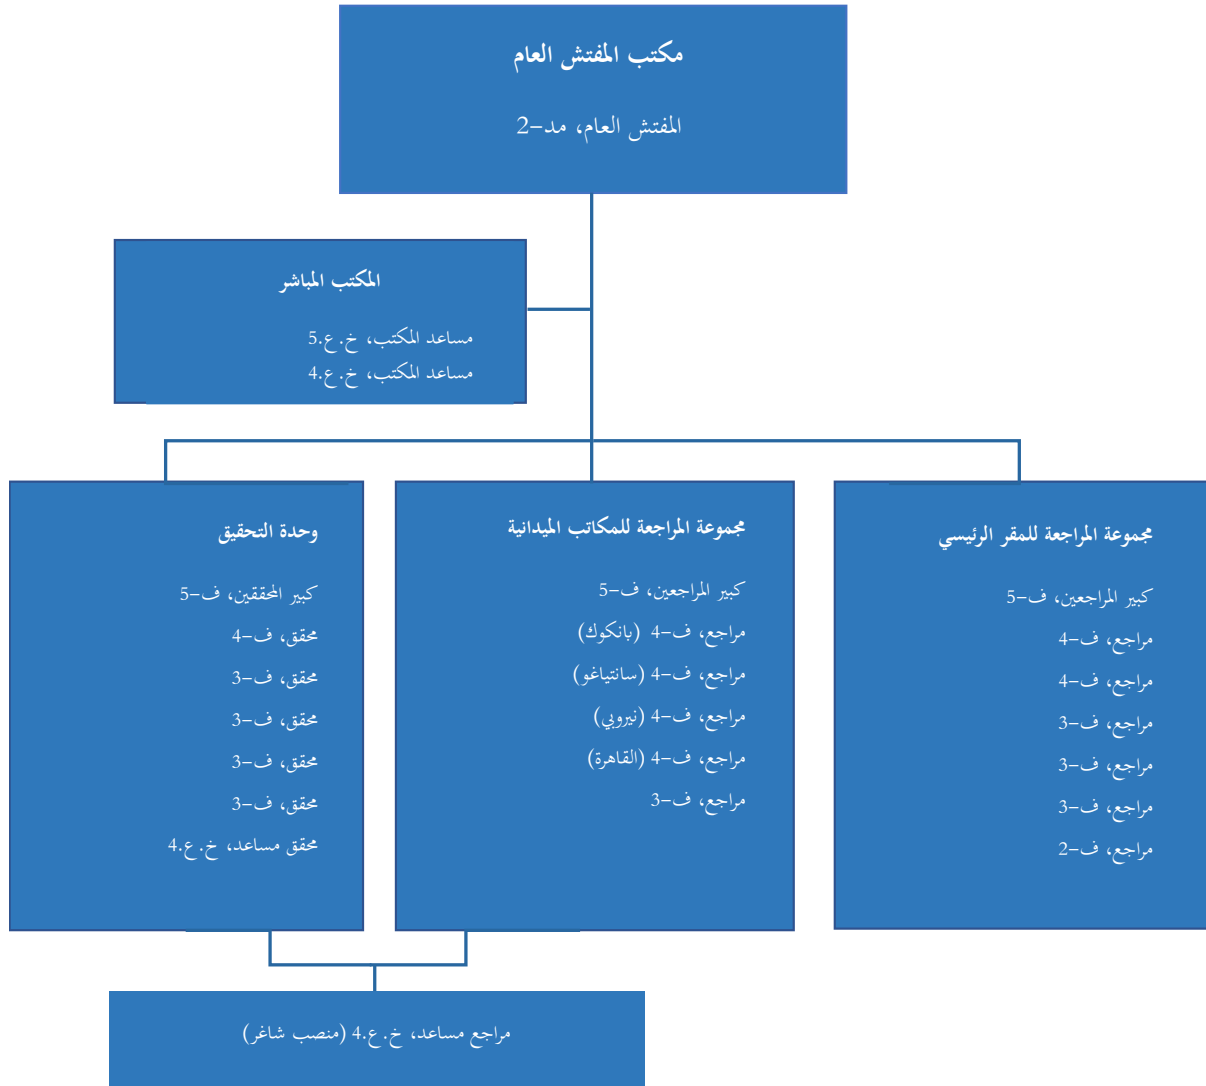 مكتب المفتش العام
المفتش العام، مد-2
المكتب المباشر
مساعد المكتب، خ.ع.5
مساعد المكتب، خ.ع.4
مجموعة المراجعة للمقر الرئيسي
كبير المراجعين، ف-5
مراجع، ف-4
مراجع، ف-4
مراجع، ف-3
مراجع، ف-3
مراجع، ف-3
مراجع، ف-2
مجموعة المراجعة للمكاتب الميدانية
كبير المراجعين، ف-5
مراجع، ف-4 (بانكوك)
مراجع، ف-4 (سانتياغو)
مراجع، ف-4 (نيروبي)
مراجع، ف-4 (القاهرة)
مراجع، ف-3
وحدة التحقيق
كبير المحققين، ف-5
محقق، ف-4
محقق، ف-3
محقق، ف-3
محقق، ف-3
محقق، ف-3
محقق مساعد، خ.ع.4
مراجع مساعد، خ.ع.4 (منصب شاغر)